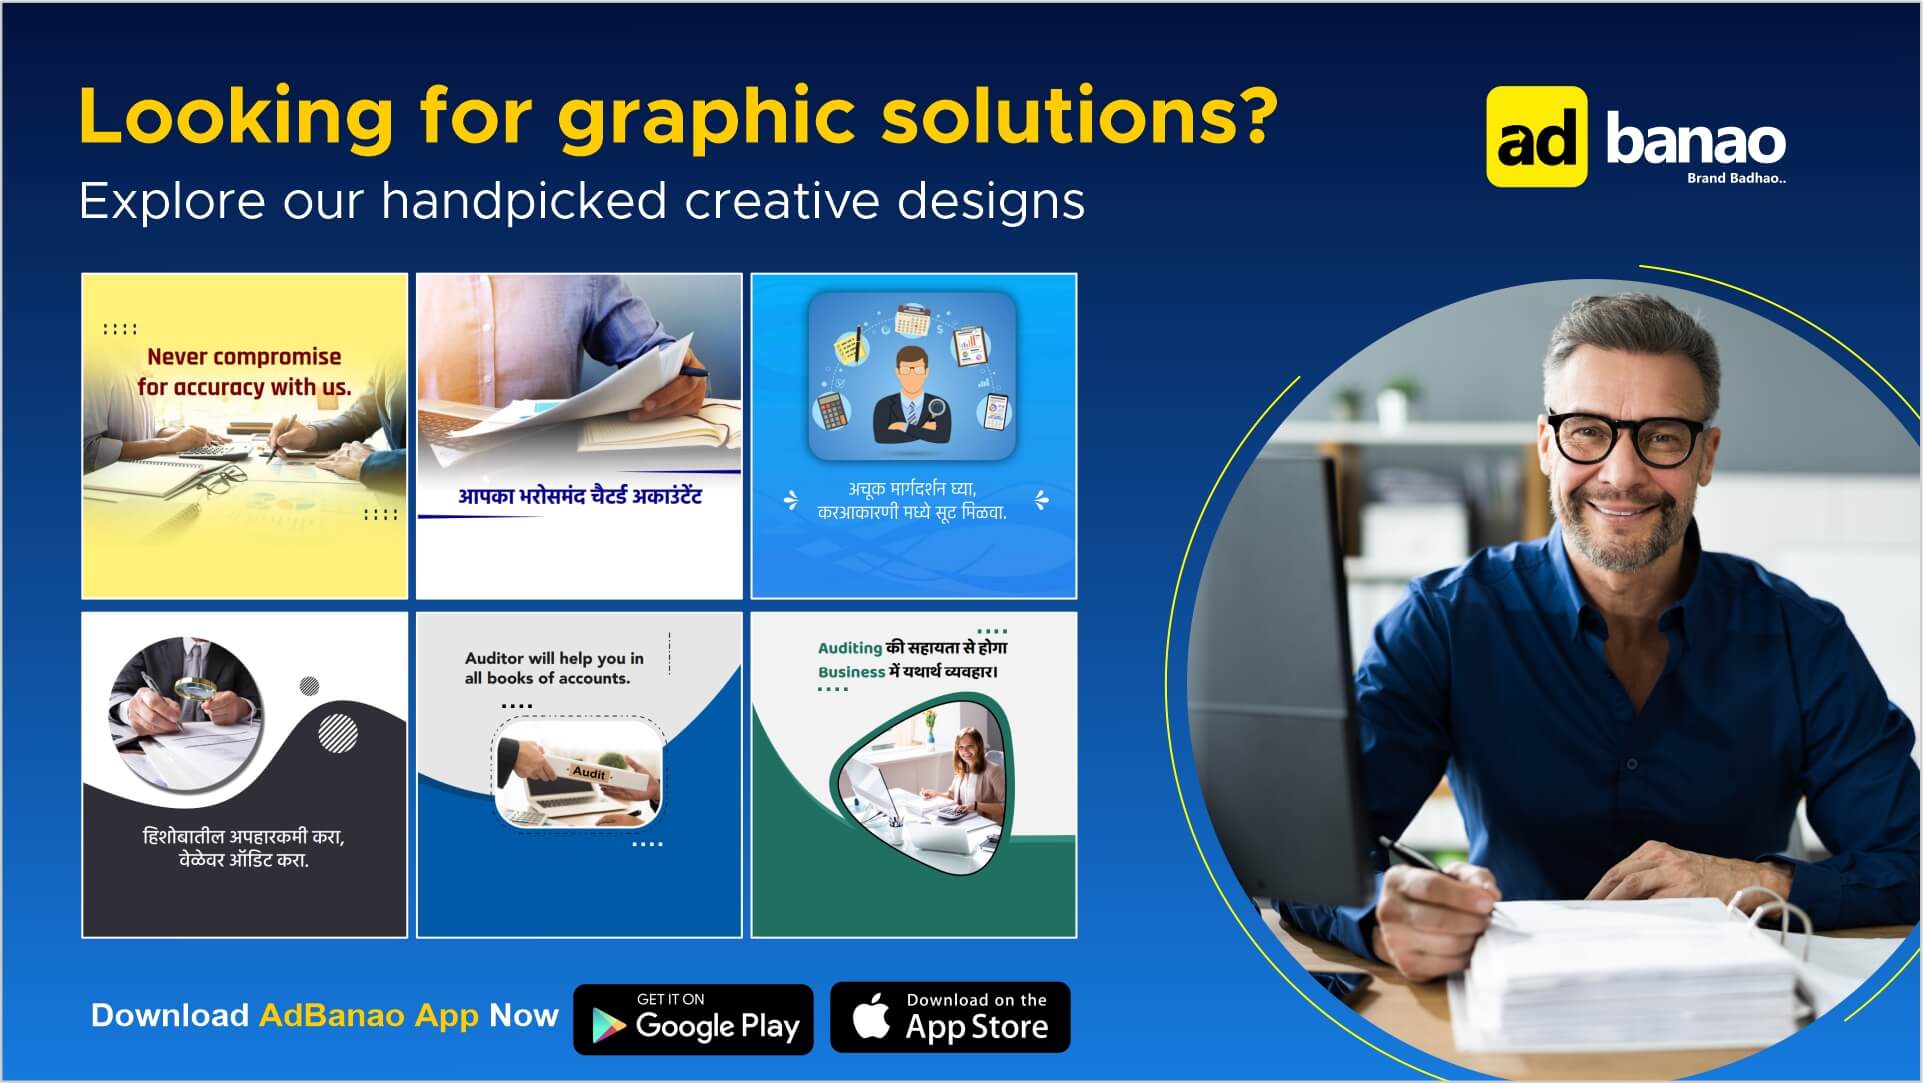 Looking for graphic solutions?
Explore our handpicked creative designs
ad banao
Brand Badhao..
Never compromise
for accuracy with us.
आपका भरोसमंद चैटर्ड अकाउंटेंट
अचूक मार्गदर्शन घ्या,
करआकारणी मध्ये सूट मिळवा.
हिशोबातील अपहारकमी करा,
वेळेवर ऑडिट करा.
Auditor will help you in
all books of accounts.
Audit
Auditing की सहायता से होगा
Business में यथार्थ व्यवहार।
Download AdBanao App Now
GET IT ON
Google Play
Download on the
App Store